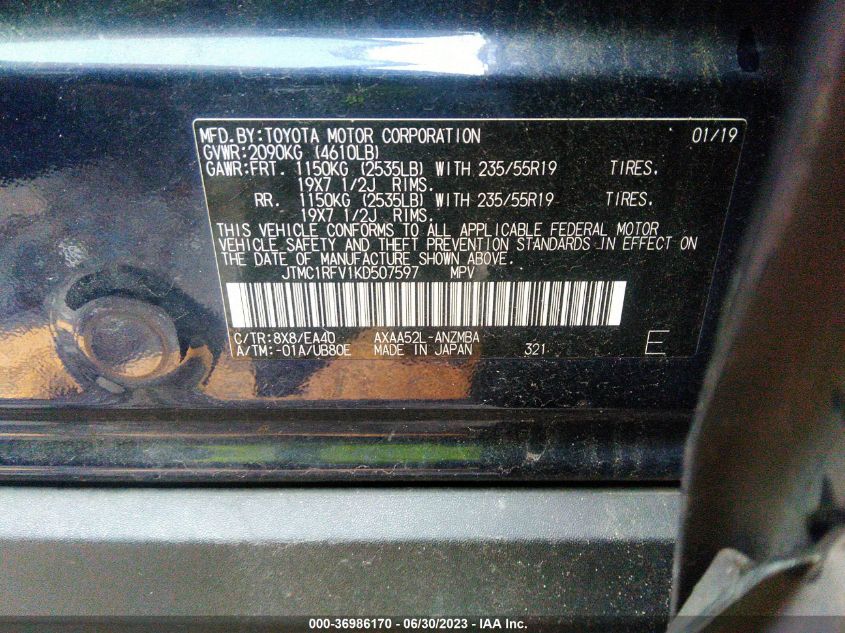 MFD.BY:TOYOTA MOTOR CORPORATION 01/19
GVWR:2090KG (4610LB)
GAWR:FRT. 1150KG (2535LB) WITH 235/55R19 TIRES.
19X7 1/2J RIMS.
RR. 1150KG (2535LB) WITH 235/55R19 TIRES.
19X7 1/2J RIMS.
THIS VEHICLE CONFORMS TO ALL APPLICABLE FEDERAL MOTOR
VEHICLE SAFETY AND THEFT PREVENTION STANDARDS IN EFFECT ON
THE DATE OF MANUFACTURE SHOWN ABOVE.
JTMC1RFV1KD507597 MPV
C/TR:8X8/EA40 AXAA52L-ANZMBA
A/TM:-01A/UB80E MADE IN JAPAN 321 E
000-36986170 / 06/30/2023 - IAA Inc.